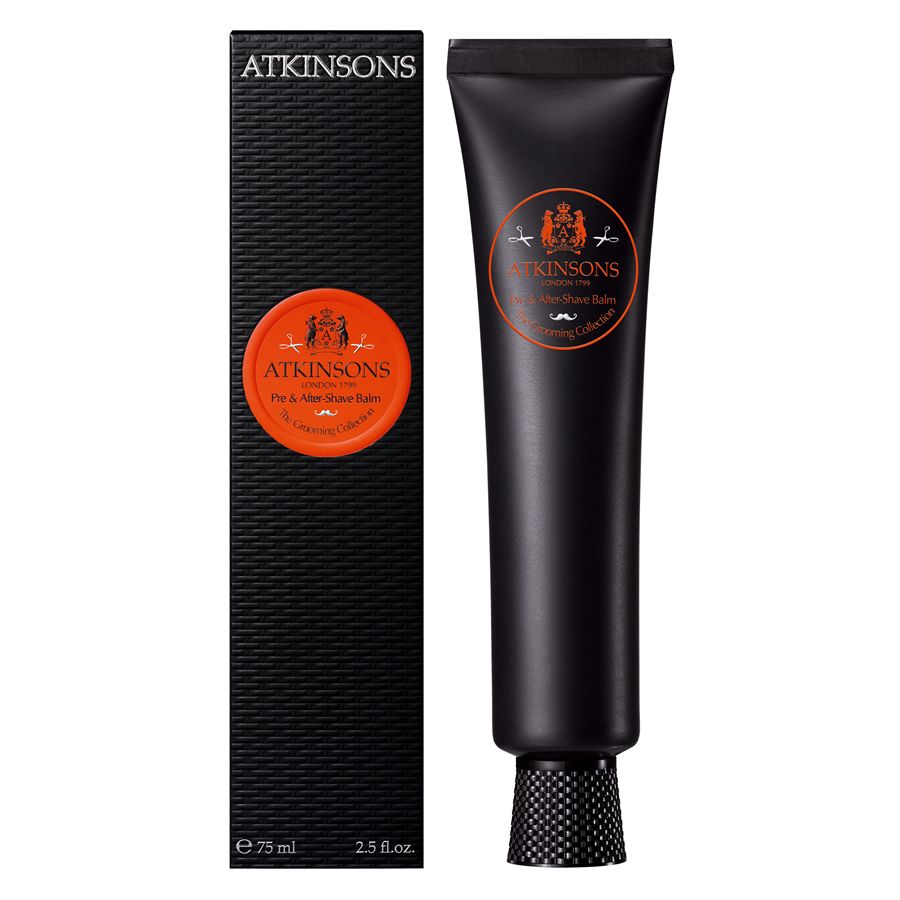 ATKINSONS
A
ATKINSONS
LONDON 1799
Pre & After-Shave Balm
The Grooming Collection
℮ 75 ml 2.5 fl.oz.
A
ATKINSONS
LONDON 1799
Pre & After-Shave Balm
The Grooming Collection